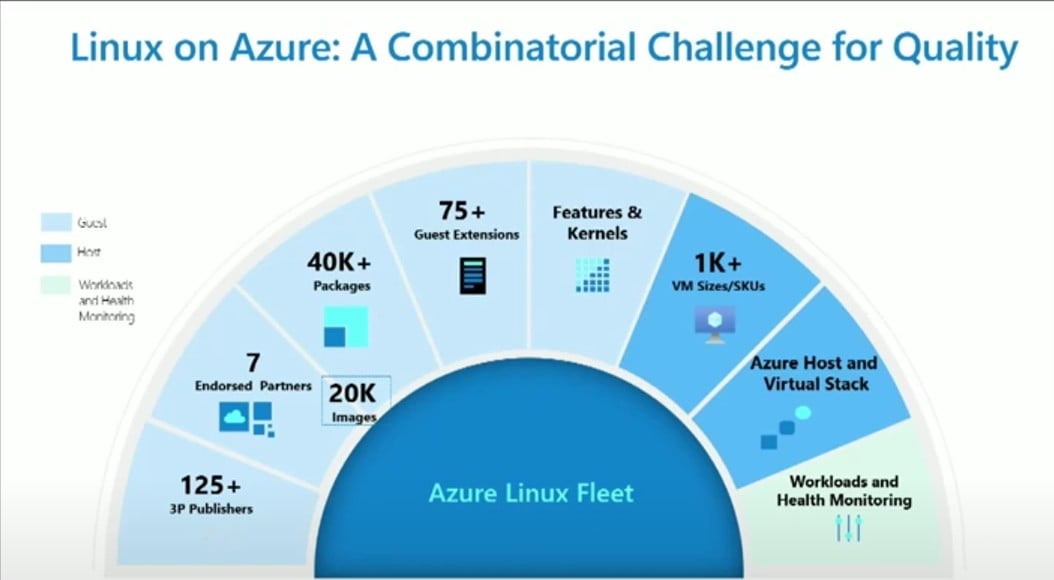 Linux on Azure: A Combinatorial Challenge for Quality
Guest
Host
Workloads
and Health
Monitoring
125+
3P Publishers
7
Endorsed Partners
20K
Images
40K+
Packages
75+
Guest Extensions
Features &
Kernels
1K+
VM Sizes/SKUs
Azure Host and
Virtual Stack
Workloads and
Health Monitoring
Azure Linux Fleet